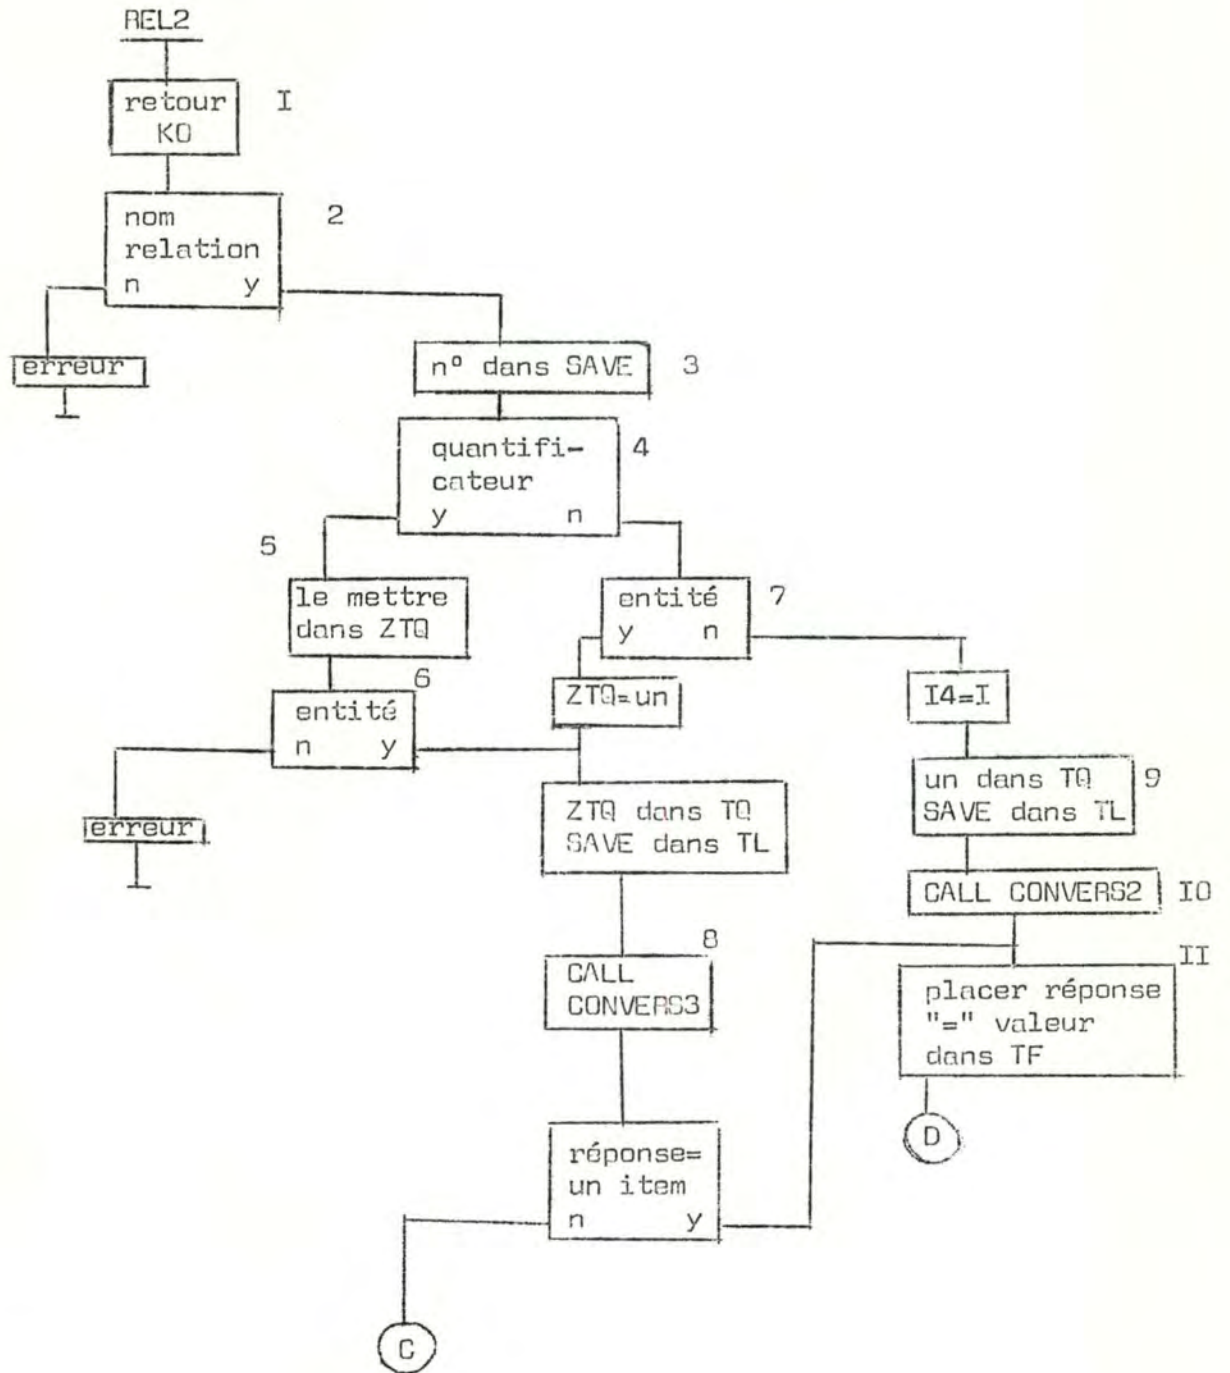 REL2
retour
KO
I
nom
relation
n y
2
erreur
n° dans SAVE
3
quantifi-
cateur
y n
4
5
le mettre
dans ZTQ
entité
y n
7
6
entité
n y
ZTQ=un
I4=I
erreur
ZTQ dans TQ
SAVE dans TL
un dans TQ
SAVE dans TL
9
CALL CONVERS2
I0
8
CALL
CONVERS3
II
placer réponse
"=" valeur
dans TF
D
réponse=
un item
n y
C